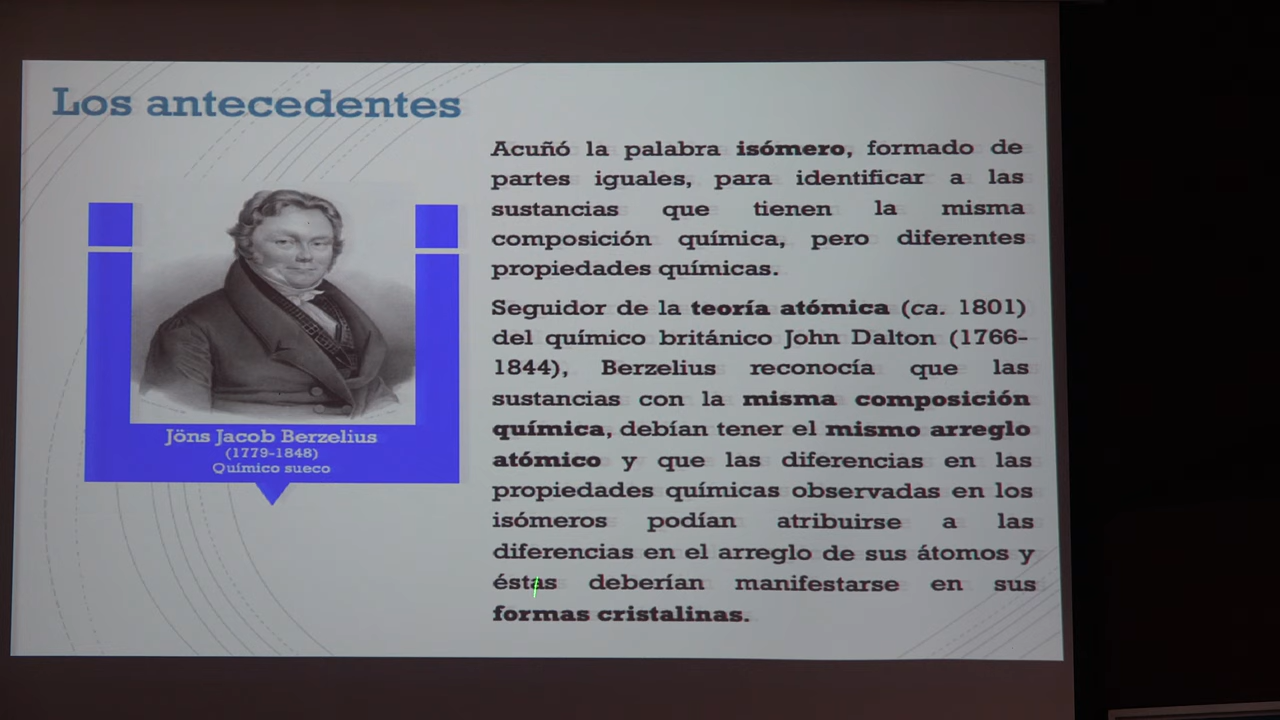 Los antecedentes
Jöns Jacob Berzelius
(1779-1848)
Químico sueco
Acuñó la palabra isómero, formado de
partes iguales, para identificar a las
sustancias que tienen la misma
composición química, pero diferentes
propiedades químicas.
Seguidor de la teoría atómica (ca. 1801)
del químico británico John Dalton (1766-
1844), Berzelius reconocía que las
sustancias con la misma composición
química, debían tener el mismo arreglo
atómico y que las diferencias en las
propiedades químicas observadas en los
isómeros podían atribuirse a las
diferencias en el arreglo de sus átomos y
éstas deberían manifestarse en sus
formas cristalinas.